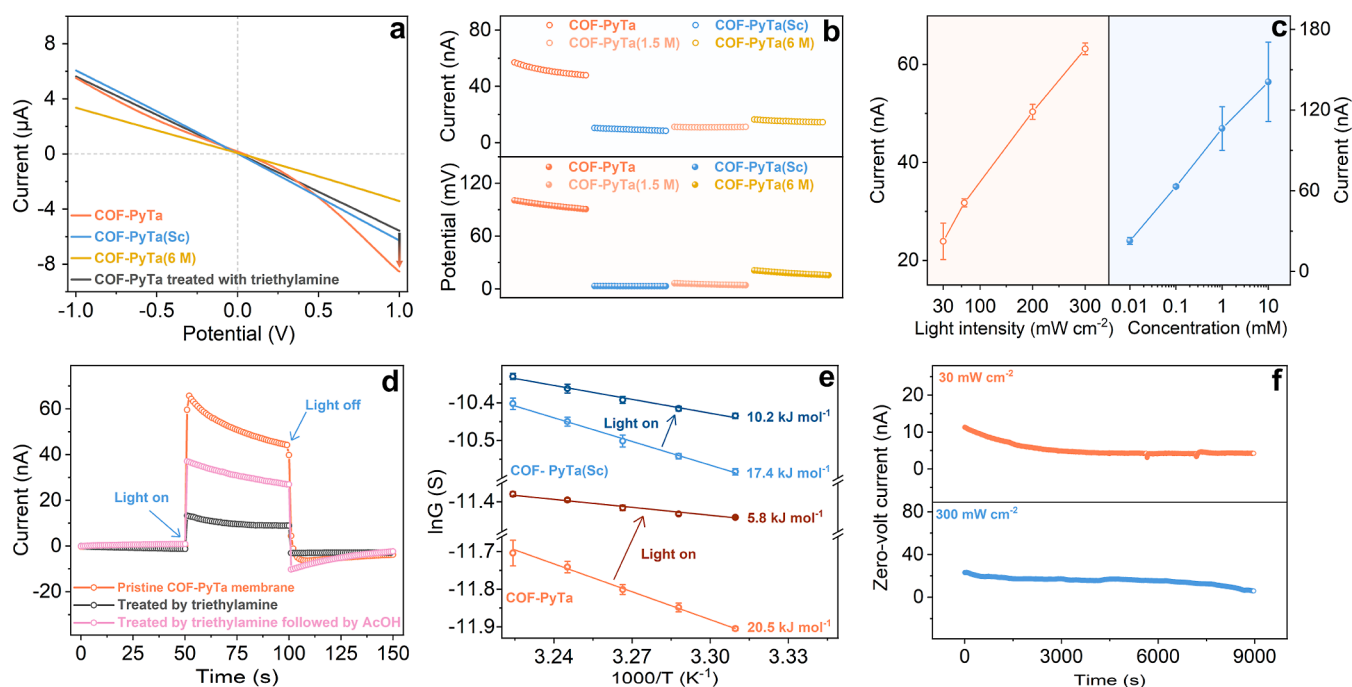 a
Current (μA)
8
4
0
-4
-8
COF-PyTa
COF-PyTa(Sc)
COF-PyTa(6 M)
COF-PyTa treated with triethylamine
-1.0
-0.5
0.0
0.5
1.0
Potential (V)
b
COF-PyTa
COF-PyTa(Sc)
COF-PyTa(1.5 M)
COF-PyTa(6 M)
Current (nA)
80
40
0
COF-PyTa
COF-PyTa(Sc)
COF-PyTa(1.5 M)
COF-PyTa(6 M)
Potential (mV)
120
60
0
c
Current (nA)
60
40
20
30
100
200
300
Light intensity (mW cm-2)
0.01
0.1
1
10
Concentration (mM)
180
120
60
0
Current (nA)
d
Current (nA)
60
40
20
0
-20
Light on
Light off
Pristine COF-PyTa membrane
Treated by triethylamine
Treated by triethylamine followed by AcOH
0
25
50
75
100
125
150
Time (s)
e
lnG (S)
-10.4
-10.5
-11.4
-11.7
-11.8
-11.9
10.2 kJ mol-1
Light on
17.4 kJ mol-1
COF- PyTa(Sc)
5.8 kJ mol-1
Light on
COF-PyTa
20.5 kJ mol-1
3.24
3.27
3.30
3.33
1000/T (K-1)
f
30 mW cm-2
Zero-volt current (nA)
20
10
0
300 mW cm-2
80
40
0
0
3000
6000
9000
Time (s)